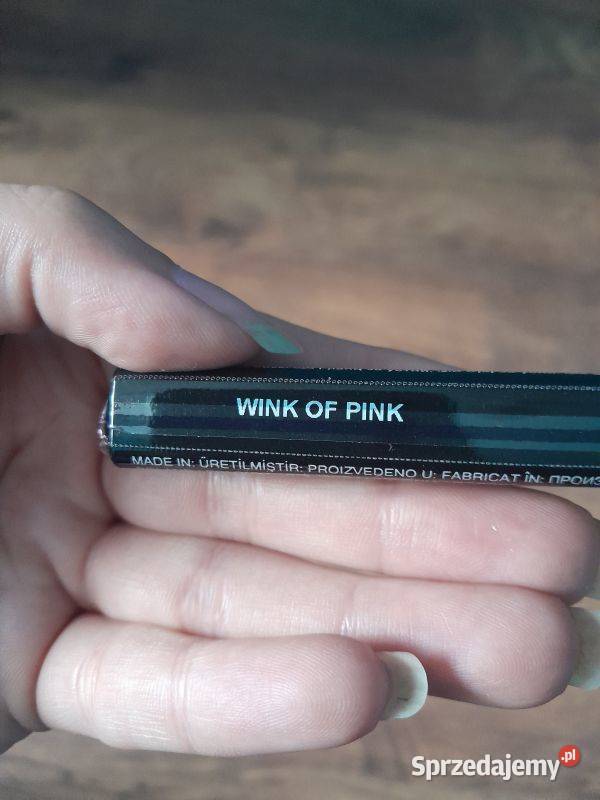 WINK OF PINK
MADE IN: ÜRETİLMİŞTİR: PROIZVEDENO U: FABRICAT ÎN:
Sprzedajemy.pl